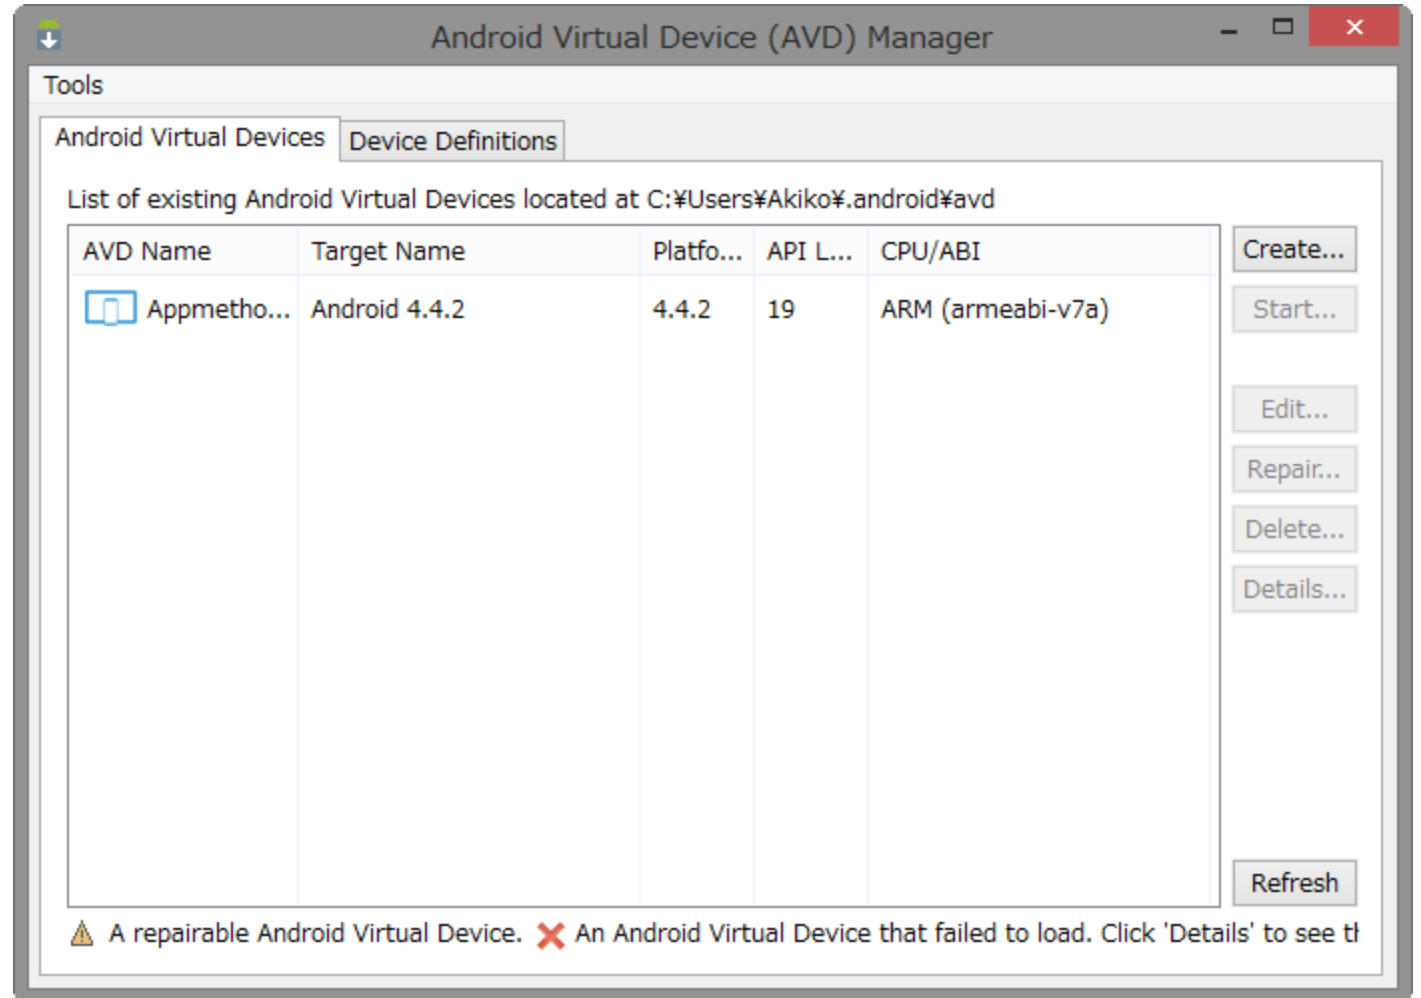 Android Virtual Device (AVD) Manager
Tools
Android Virtual Devices Device Definitions
List of existing Android Virtual Devices located at C:¥Users¥Akiko¥.android¥avd
AVD Name Target Name Platfo... API L... CPU/ABI
Appmetho... Android 4.4.2 4.4.2 19 ARM (armeabi-v7a)
Create...
Start...
Edit...
Repair...
Delete...
Details...
Refresh
A repairable Android Virtual Device. An Android Virtual Device that failed to load. Click 'Details' to see